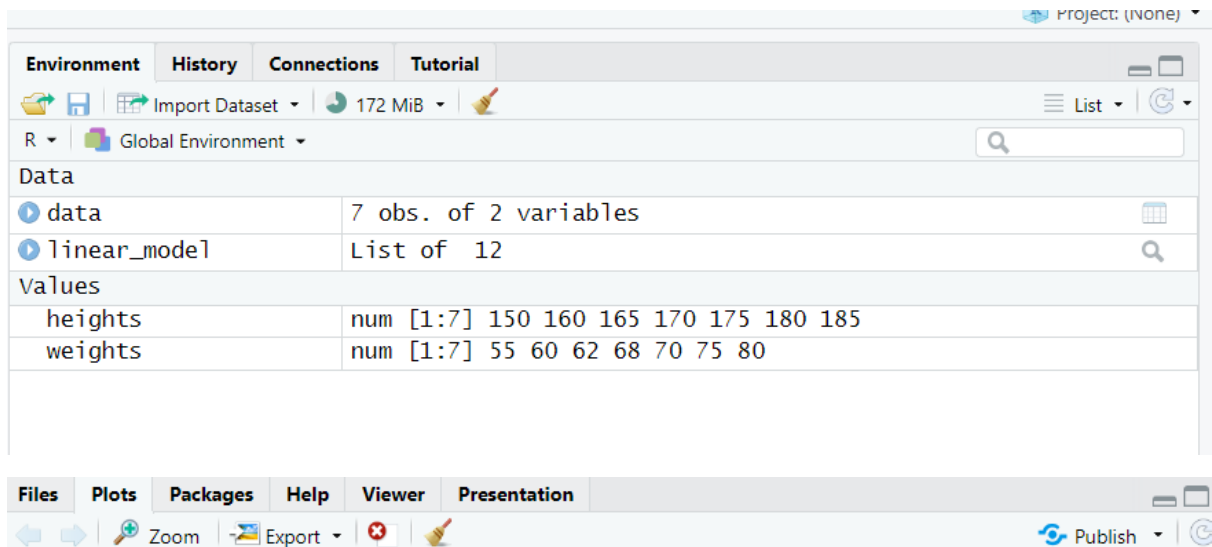 Project: (None)
Environment History Connections Tutorial
Import Dataset 172 MiB List
R Global Environment
Data
data 7 obs. of 2 variables
linear_model List of 12
Values
heights num [1:7] 150 160 165 170 175 180 185
weights num [1:7] 55 60 62 68 70 75 80
Files Plots Packages Help Viewer Presentation
Zoom Export Publish